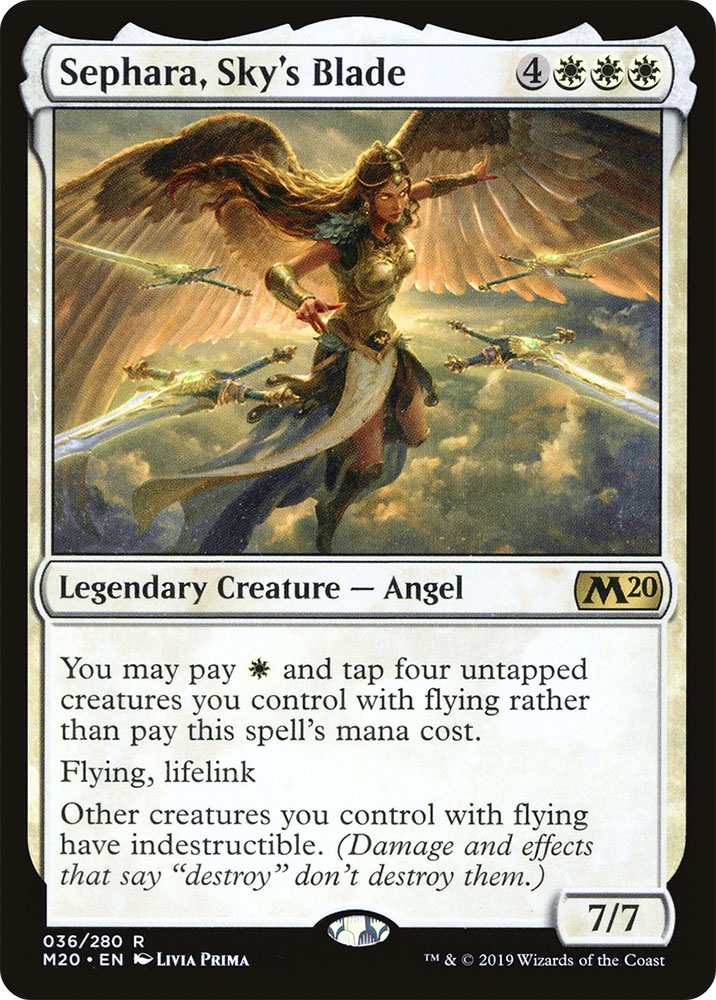 Sephara, Sky's Blade 4
Legendary Creature — Angel M20
You may pay and tap four untapped
creatures you control with flying rather
than pay this spell's mana cost.
Flying, lifelink
Other creatures you control with flying
have indestructible. (Damage and effects
that say "destroy" don't destroy them.)
7/7
036/280 R
M20 • EN LIVIA PRIMA ™ & © 2019 Wizards of the Coast